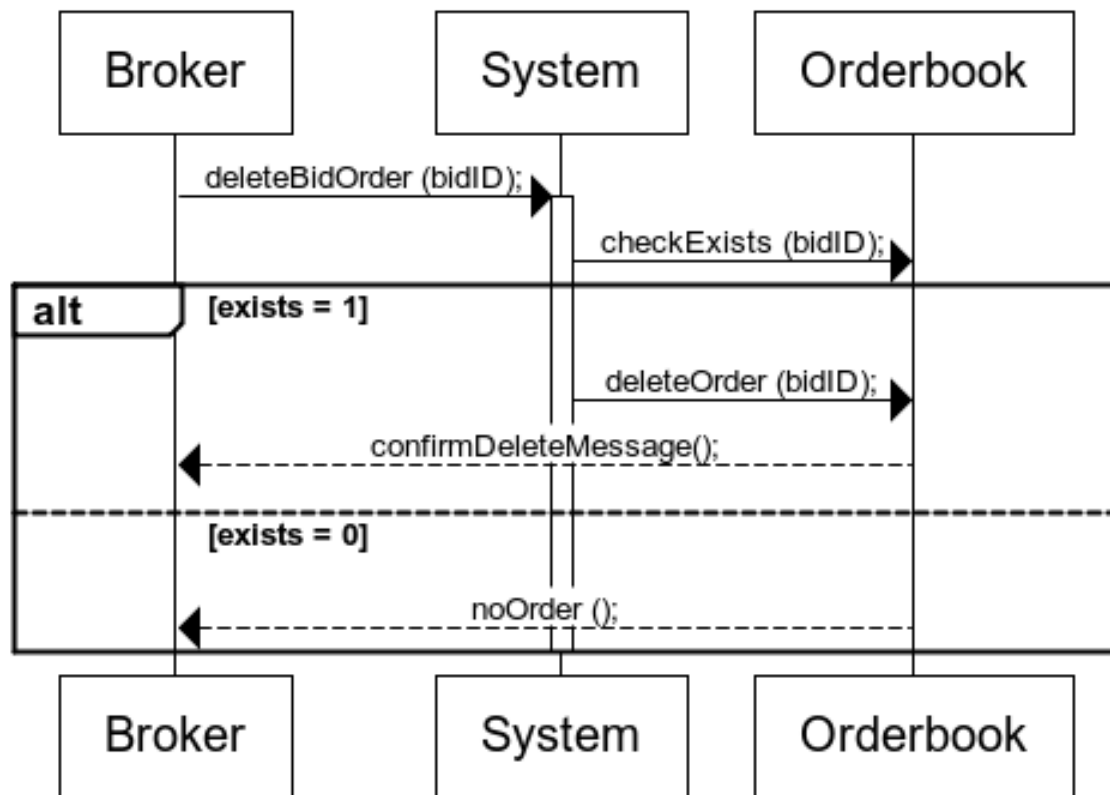 Broker
System
Orderbook
deleteBidOrder (bidID);
checkExists (bidID);
alt
[exists = 1]
deleteOrder (bidID);
confirmDeleteMessage();
[exists = 0]
noOrder ();
Broker
System
Orderbook